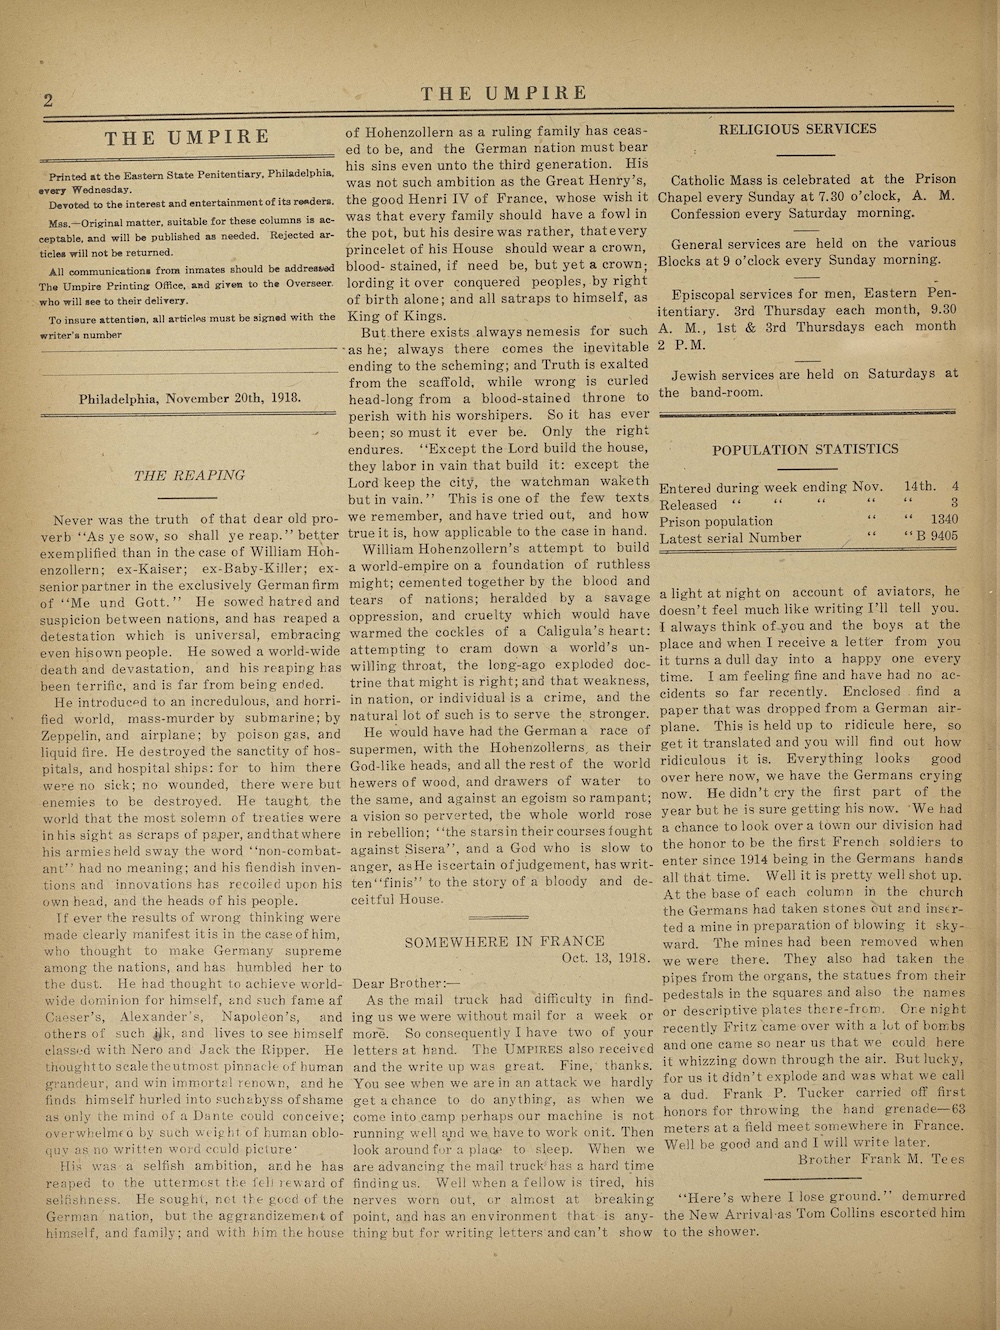 2
THE UMPIRE
THE UMPIRE
Printed at the Eastern State Penitentiary, Philadelphia,
every Wednesday.
Devoted to the interest and entertainment of its readers.
Mss.—Original matter, suitable for these columns is ac-
ceptable, and will be published as needed. Rejected ar-
ticles will not be returned.
All communications from inmates should be addressed
The Umpire Printing Office, and given to the Overseer.
who will see to their delivery.
To insure attention, all articles must be signed with the
writer's number
Philadelphia, November 20th, 1918.
THE REAPING
Never was the truth of that dear old pro-
verb "As ye sow, so shall ye reap." better
exemplified than in the case of William Hoh-
enzollern; ex-Kaiser; ex-Baby-Killer; ex-
senior partner in the exclusively German firm
of "Me und Gott." He sowed hatred and
suspicion between nations, and has reaped a
detestation which is universal, embracing
even his own people. He sowed a world-wide
death and devastation, and his reaping has
been terrific, and is far from being ended.
He introduced to an incredulous, and horri-
fied world, mass-murder by submarine; by
Zeppelin, and airplane; by poison gas, and
liquid fire. He destroyed the sanctity of hos-
pitals, and hospital ships: for to him there
were no sick; no wounded, there were but
enemies to be destroyed. He taught the
world that the most solemn of treaties were
in his sight as scraps of paper, and that where
his armies held sway the word "non-combat-
ant" had no meaning; and his fiendish inven-
tions and innovations has recoiled upon his
own head, and the heads of his people.
If ever the results of wrong thinking were
made clearly manifest it is in the case of him,
who thought to make Germany supreme
among the nations, and has humbled her to
the dust. He had thought to achieve world-
wide dominion for himself, and such fame af
Caeser's, Alexander's, Napoleon's, and
others of such ilk, and lives to see himself
classed with Nero and Jack the Ripper. He
thought to scale the utmost pinnacle of human
grandeur, and win immortal renown, and he
finds himself hurled into such abyss of shame
as only the mind of a Dante could conceive;
overwhelmed by such weight of human oblo-
quy as no written word could picture.
His was a selfish ambition, and he has
reaped to the uttermost the fell reward of
selfishness. He sought, not the good of the
German nation, but the aggrandizement of
himself, and family; and with him the house
of Hohenzollern as a ruling family has ceas-
ed to be, and the German nation must bear
his sins even unto the third generation. His
was not such ambition as the Great Henry's,
the good Henri IV of France, whose wish it
was that every family should have a fowl in
the pot, but his desire was rather, that every
princelet of his House should wear a crown,
blood- stained, if need be, but yet a crown;
lording it over conquered peoples, by right
of birth alone; and all satraps to himself, as
King of Kings.
But there exists always nemesis for such
as he; always there comes the inevitable
ending to the scheming; and Truth is exalted
from the scaffold, while wrong is curled
head-long from a blood-stained throne to
perish with his worshipers. So it has ever
been; so must it ever be. Only the right
endures. "Except the Lord build the house,
they labor in vain that build it: except the
Lord keep the city, the watchman waketh
but in vain." This is one of the few texts
we remember, and have tried out, and how
true it is, how applicable to the case in hand.
William Hohenzollern's attempt to build
a world-empire on a foundation of ruthless
might; cemented together by the blood and
tears of nations; heralded by a savage
oppression, and cruelty which would have
warmed the cockles of a Caligula's heart:
attempting to cram down a world's un-
willing throat, the long-ago exploded doc-
trine that might is right; and that weakness,
in nation, or individual is a crime, and the
natural lot of such is to serve the stronger.
He would have had the German a race of
supermen, with the Hohenzollerns as their
God-like heads, and all the rest of the world
hewers of wood, and drawers of water to
the same, and against an egoism so rampant;
a vision so perverted, the whole world rose
in rebellion; "the stars in their courses fought
against Sisera", and a God who is slow to
anger, as He is certain of judgement, has writ-
ten "finis" to the story of a bloody and de-
ceitful House.
SOMEWHERE IN FRANCE
Oct. 13, 1918.
Dear Brother:—
As the mail truck had difficulty in find-
ing us we were without mail for a week or
more. So consequently I have two of your
letters at hand. The UMPIRES also received
and the write up was great. Fine, thanks.
You see when we are in an attack we hardly
get a chance to do anything, as when we
come into camp perhaps our machine is not
running well and we have to work on it. Then
look around for a place to sleep. When we
are advancing the mail truck has a hard time
finding us. Well when a fellow is tired, his
nerves worn out, or almost at breaking
point, and has an environment that is any-
thing but for writing letters and can't show
RELIGIOUS SERVICES
Catholic Mass is celebrated at the Prison
Chapel every Sunday at 7.30 o'clock, A. M.
Confession every Saturday morning.
General services are held on the various
Blocks at 9 o'clock every Sunday morning.
Episcopal services for men, Eastern Pen-
itentiary. 3rd Thursday each month, 9.30
A. M., 1st & 3rd Thursdays each month
2 P.M.
Jewish services are held on Saturdays at
the band-room.
POPULATION STATISTICS
Entered during week ending Nov. 14th. 4
Released " " " " " 3
Prison population " " 1340
Latest serial Number " " B 9405
a light at night on account of aviators, he
doesn't feel much like writing I'll tell you.
I always think of you and the boys at the
place and when I receive a letter from you
it turns a dull day into a happy one every
time. I am feeling fine and have had no ac-
cidents so far recently. Enclosed find a
paper that was dropped from a German air-
plane. This is held up to ridicule here, so
get it translated and you will find out how
ridiculous it is. Everything looks good
over here now, we have the Germans crying
now. He didn't cry the first part of the
year but he is sure getting his now. We had
a chance to look over a town our division had
the honor to be the first French soldiers to
enter since 1914 being in the Germans hands
all that time. Well it is pretty well shot up.
At the base of each column in the church
the Germans had taken stones out and inser-
ted a mine in preparation of blowing it sky-
ward. The mines had been removed when
we were there. They also had taken the
pipes from the organs, the statues from their
pedestals in the squares and also the names
or descriptive plates there-from. One night
recently Fritz came over with a lot of bombs
and one came so near us that we could here
it whizzing down through the air. But lucky,
for us it didn't explode and was what we call
a dud. Frank P. Tucker carried off first
honors for throwing the hand grenade—63
meters at a field meet somewhere in France.
Well be good and and I will write later.
Brother Frank M. Tees
"Here's where I lose ground." demurred
the New Arrival as Tom Collins escorted him
to the shower.